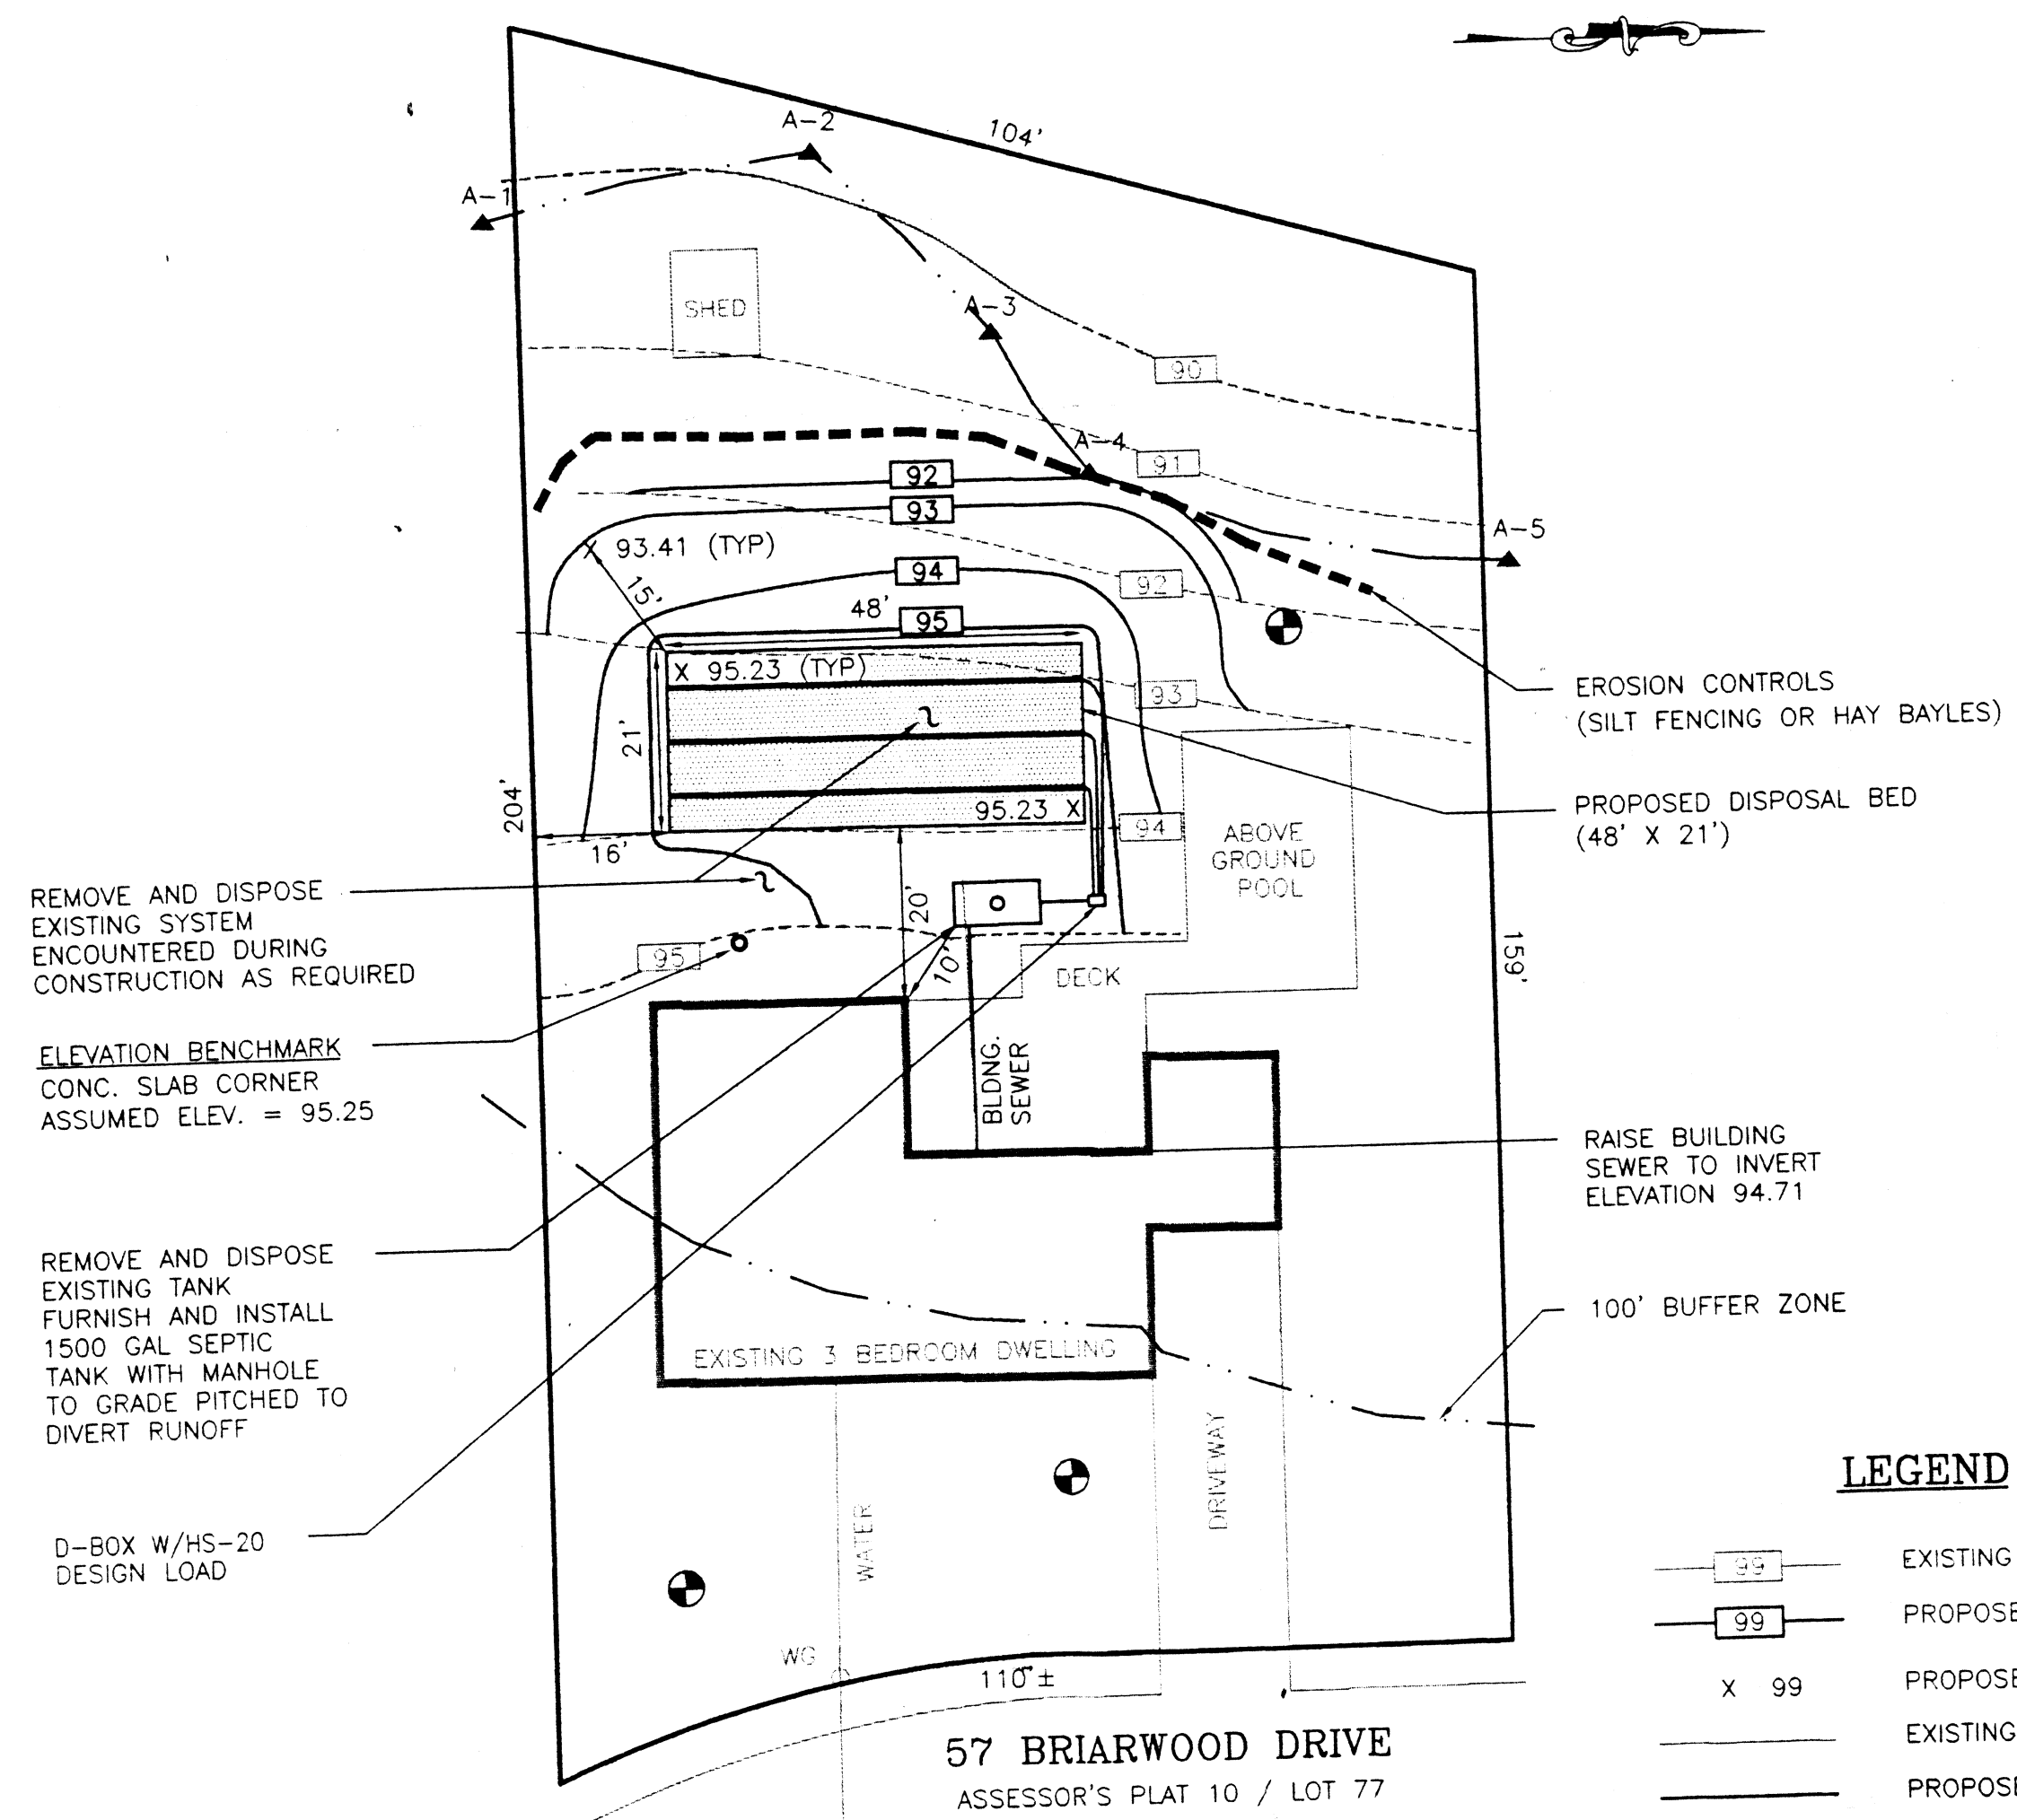 A-2
104'
A-1
SHED
A-3
90
A-4
91
92
93
A-5
X 93.41 (TYP)
94
92
15'
48'
95
X 95.23 (TYP)
93
EROSION CONTROLS
(SILT FENCING OR HAY BAYLES)
21'
204'
95.23 X
94
PROPOSED DISPOSAL BED
(48' X 21')
ABOVE
GROUND
POOL
16'
REMOVE AND DISPOSE
EXISTING SYSTEM
ENCOUNTERED DURING
CONSTRUCTION AS REQUIRED
20'
95
10'
DECK
159'
ELEVATION BENCHMARK
CONC. SLAB CORNER
ASSUMED ELEV. = 95.25
BLDNG.
SEWER
RAISE BUILDING
SEWER TO INVERT
ELEVATION 94.71
REMOVE AND DISPOSE
EXISTING TANK
FURNISH AND INSTALL
1500 GAL SEPTIC
TANK WITH MANHOLE
TO GRADE PITCHED TO
DIVERT RUNOFF
100' BUFFER ZONE
EXISTING 3 BEDROOM DWELLING
DRIVEWAY
WATER
D-BOX W/HS-20
DESIGN LOAD
WG
110'±
57 BRIARWOOD DRIVE
ASSESSOR'S PLAT 10 / LOT 77
LEGEND
99 EXISTING
99 PROPOSE
X 99 PROPOSE
EXISTING
PROPOSE